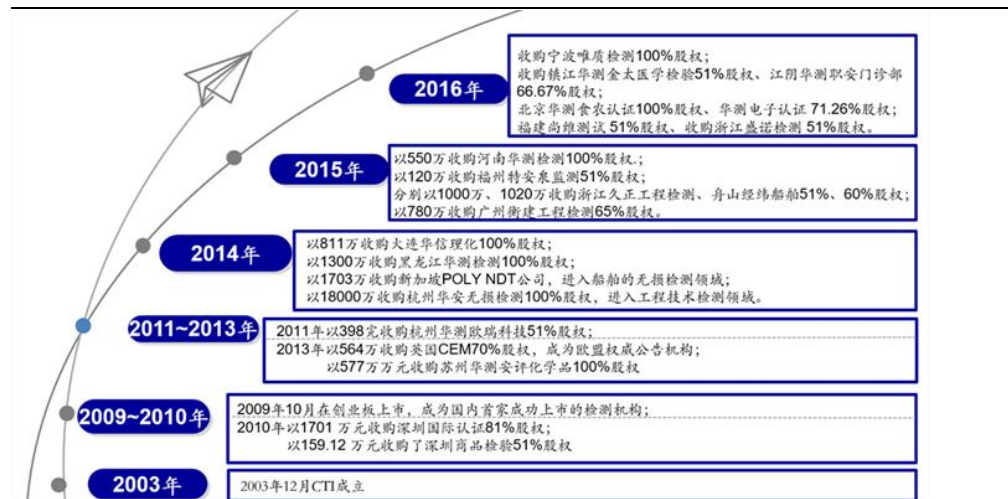 2016年
收购宁波唯质检测100%股权；
收购镇江华测金太医学检验51%股权、江阴华测职安门诊部
66.67%股权；
北京华测食农认证100%股权、华测电子认证 71.26%股权；
福建尚维测试 51%股权、收购浙江盛诺检测 51%股权。
2015年
以550万收购河南华测检测100%股权.；
以120万收购福州特安泉监测51%股权；
分别以1000万、1020万收购浙江久正工程检测、舟山经纬船舶51%、60%股权；
以780万收购广州衡建工程检测65%股权。
2014年
以811万收购大连华信理化100%股权；
以1300万收购黑龙江华测检测100%股权；
以1703万收购新加坡POLY NDT公司，进入船舶的无损检测领域；
以18000万收购杭州华安无损检测100%股权，进入工程技术检测领域。
2011~2013年
2011年以398完收购杭州华测欧瑞科技51%股权；
2013年以564万收购英国CEM70%股权，成为欧盟权威公告机构；
以577万万元收购苏州华测安评化学品100%股权
2009~2010年
2009年10月在创业板上市，成为国内首家成功上市的检测机构；
2010年以1701 万元收购深圳国际认证81%股权；
以159.12 万元收购了深圳商品检验51%股权
2003年
2003年12月CTI成立